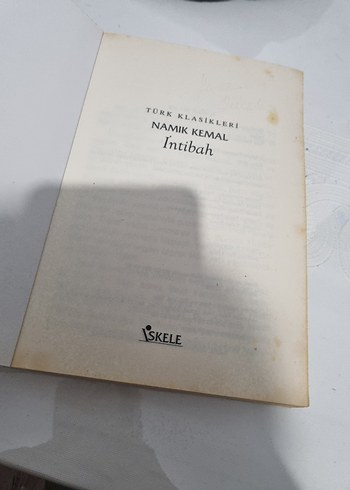 TÜRK KLASİKLERİ
NAMIK KEMAL
İntibah
İSKELE